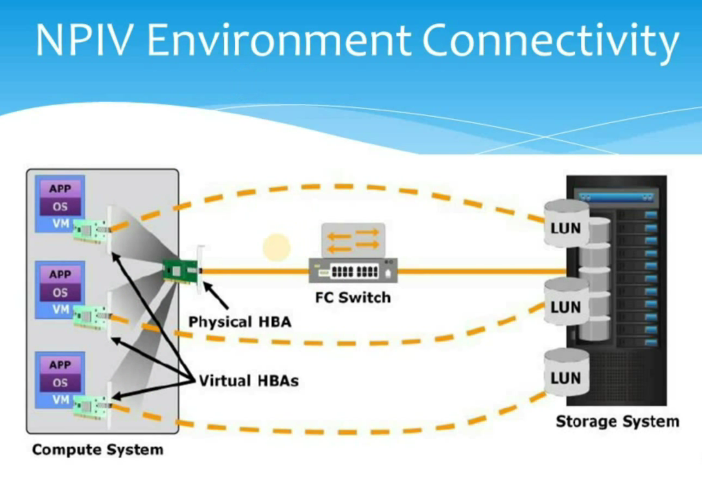 NPIV Environment Connectivity
APP
OS
VM
LUN
APP
OS
VM
FC Switch
LUN
Physical HBA
APP
OS
VM
Virtual HBAs
LUN
Storage System
Compute System